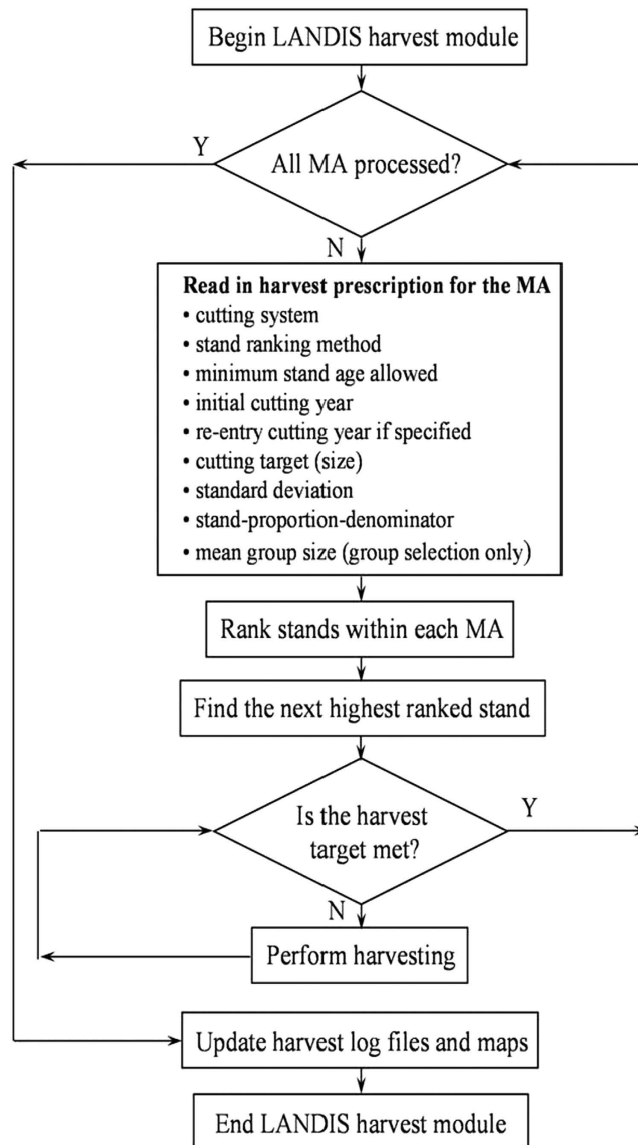 Begin LANDIS harvest module
Y
All MA processed?
N
Read in harvest prescription for the MA
• cutting system
• stand ranking method
• minimum stand age allowed
• initial cutting year
• re-entry cutting year if specified
• cutting target (size)
• standard deviation
• stand-proportion-denominator
• mean group size (group selection only)
Rank stands within each MA
Find the next highest ranked stand
Is the harvest
target met?
Y
N
Perform harvesting
Update harvest log files and maps
End LANDIS harvest module